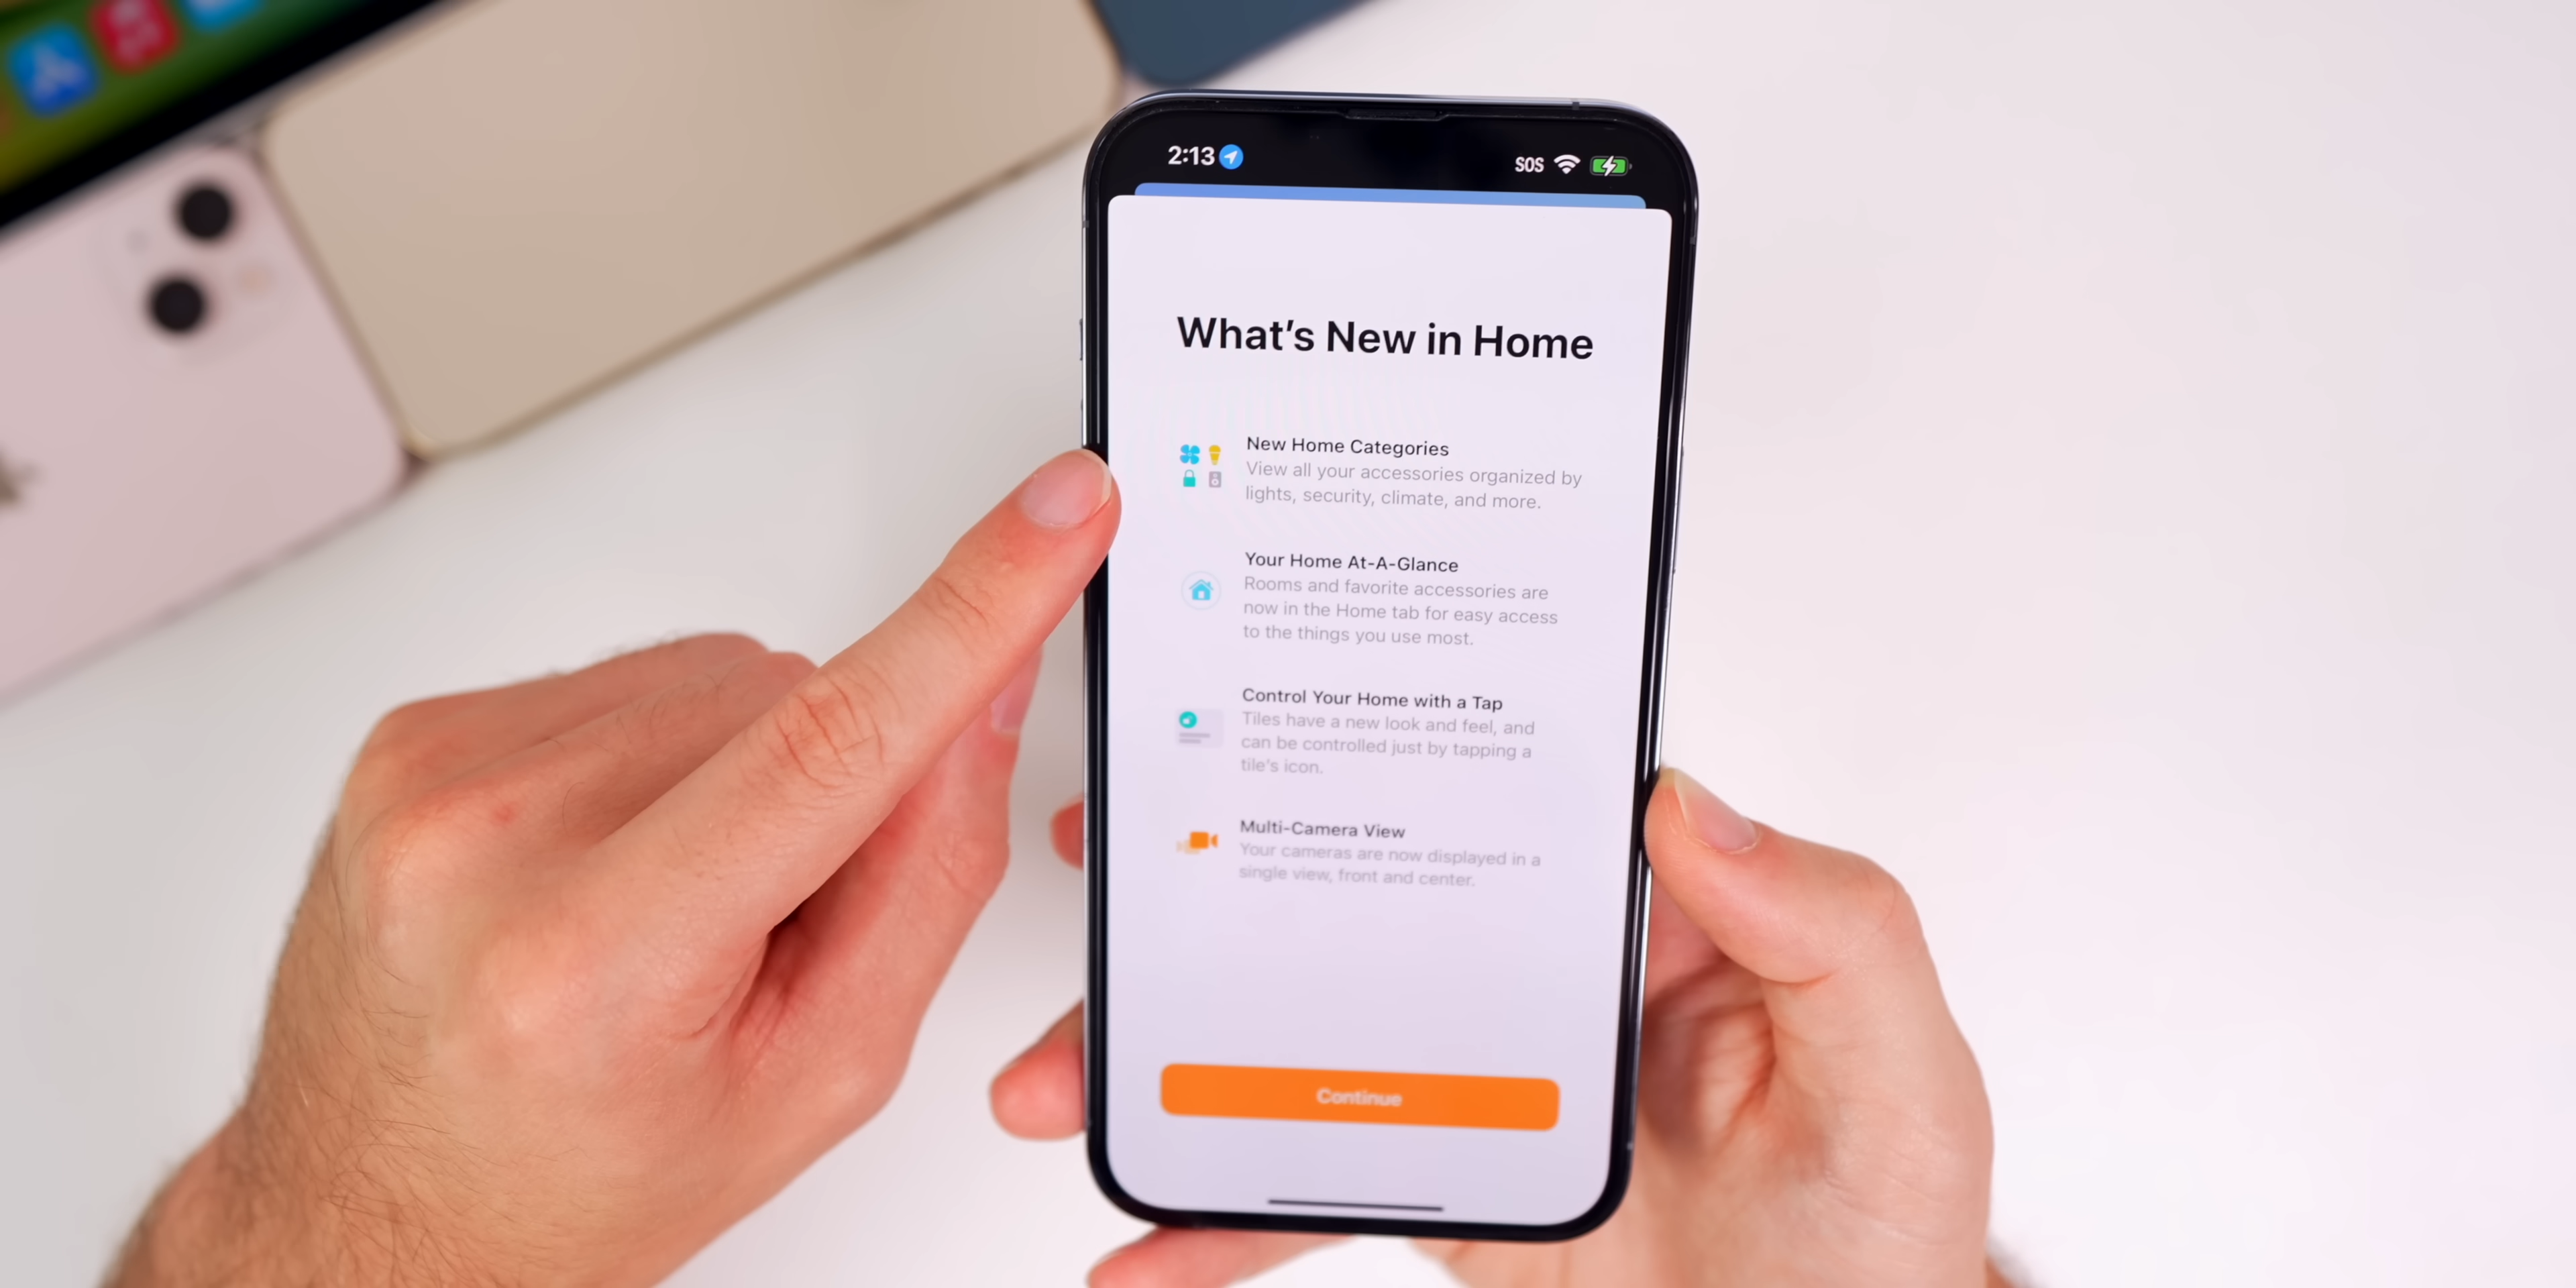 2:13
SOS
What's New in Home
New Home Categories
View all your accessories organized by
lights, security, climate, and more.
Your Home At-A-Glance
Rooms and favorite accessories are
now in the Home tab for easy access
to the things you use most.
Control Your Home with a Tap
Tiles have a new look and feel, and
can be controlled just by tapping a
tile's icon.
Multi-Camera View
Your cameras are now displayed in a
single view, front and center.
Continue